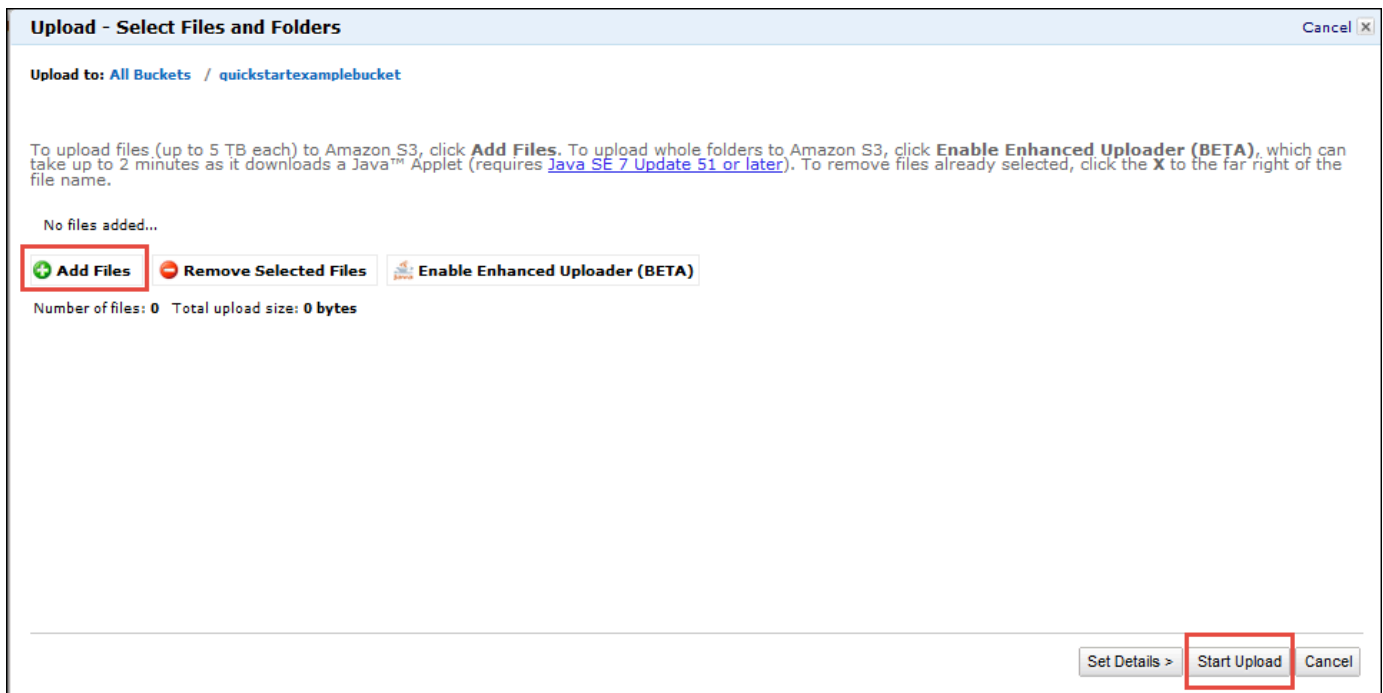 Upload - Select Files and Folders
Cancel
Upload to: All Buckets / quickstartexamplebucket
To upload files (up to 5 TB each) to Amazon S3, click Add Files. To upload whole folders to Amazon S3, click Enable Enhanced Uploader (BETA), which can
take up to 2 minutes as it downloads a Java™ Applet (requires Java SE 7 Update 51 or later). To remove files already selected, click the X to the far right of the
file name.
No files added...
Add Files Remove Selected Files Enable Enhanced Uploader (BETA)
Number of files: 0 Total upload size: 0 bytes
Set Details > Start Upload Cancel